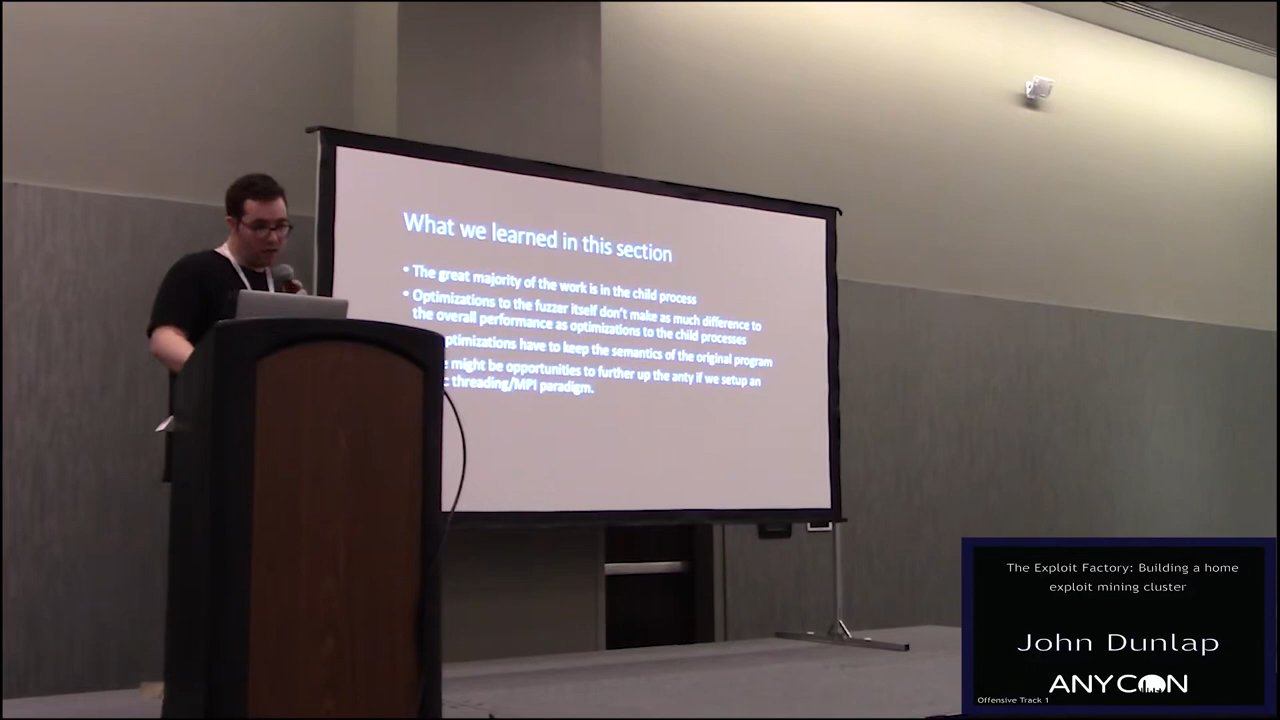 What we learned in this section
• The great majority of the work is in the child process
• Optimizations to the fuzzer itself don't make as much difference to
the overall performance as optimizations to the child processes
optimizations have to keep the semantics of the original program
might be opportunities to further up the anty if we setup an
threading/MPI paradigm.
The Exploit Factory: Building a home
exploit mining cluster
John Dunlap
ANYCON
Offensive Track 1